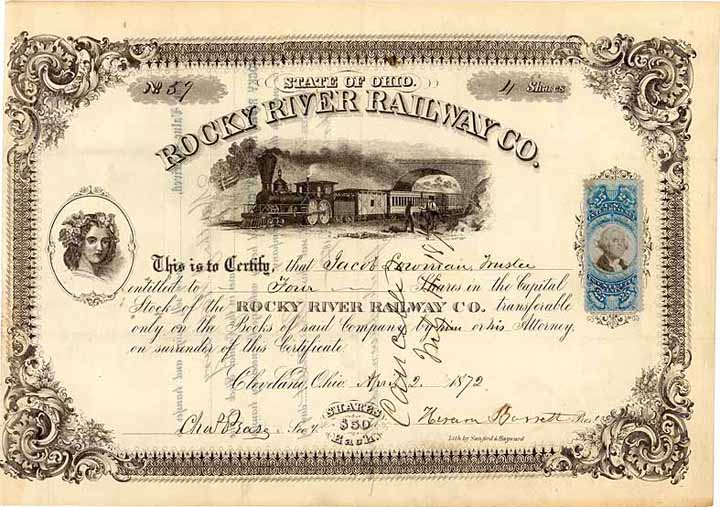 STATE OF OHIO.
No 59
4 Shares
ROCKY RIVER RAILWAY CO.
This is to Certify, that Jacob Lowman, Trustee
entitled to Four Shares in the Capital
Stock of the ROCKY RIVER RAILWAY CO. transferable
only on the Books of said Company by him or his Attorney
on surrender of this Certificate.
Cleveland, Ohio. Apr 2 1872
Cancelled
SHARES
$50
EACH
Chas Pease Secy.
Hiram Barrett Prest
Lith by Sanford & Hayward